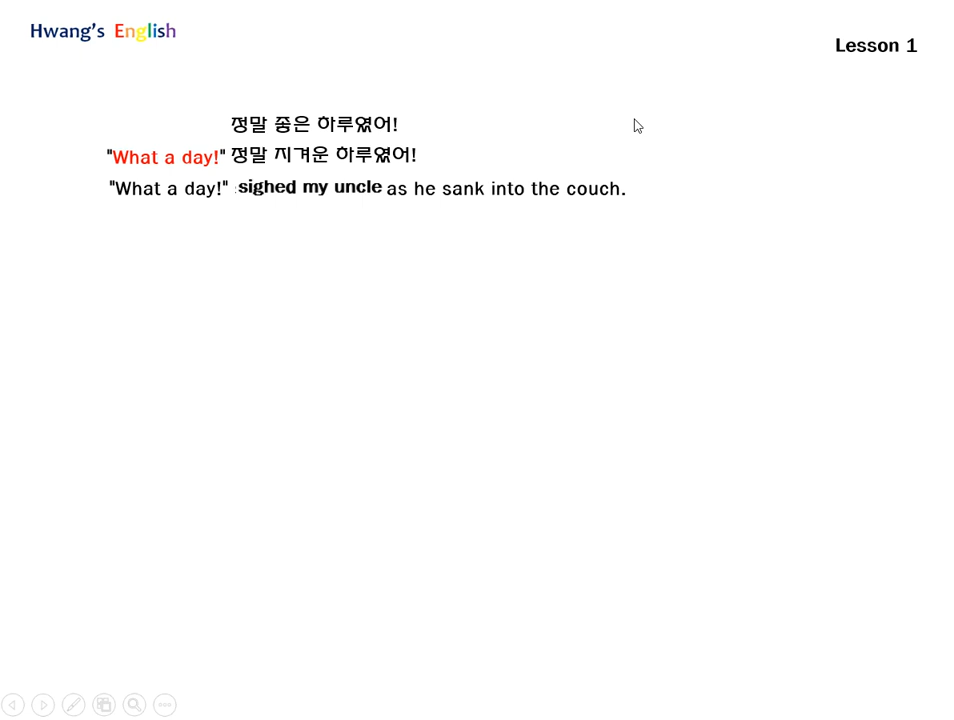 Hwang's English
Lesson 1
정말 좋은 하루였어!
"What a day!" 정말 지겨운 하루였어!
"What a day!" sighed my uncle as he sank into the couch.